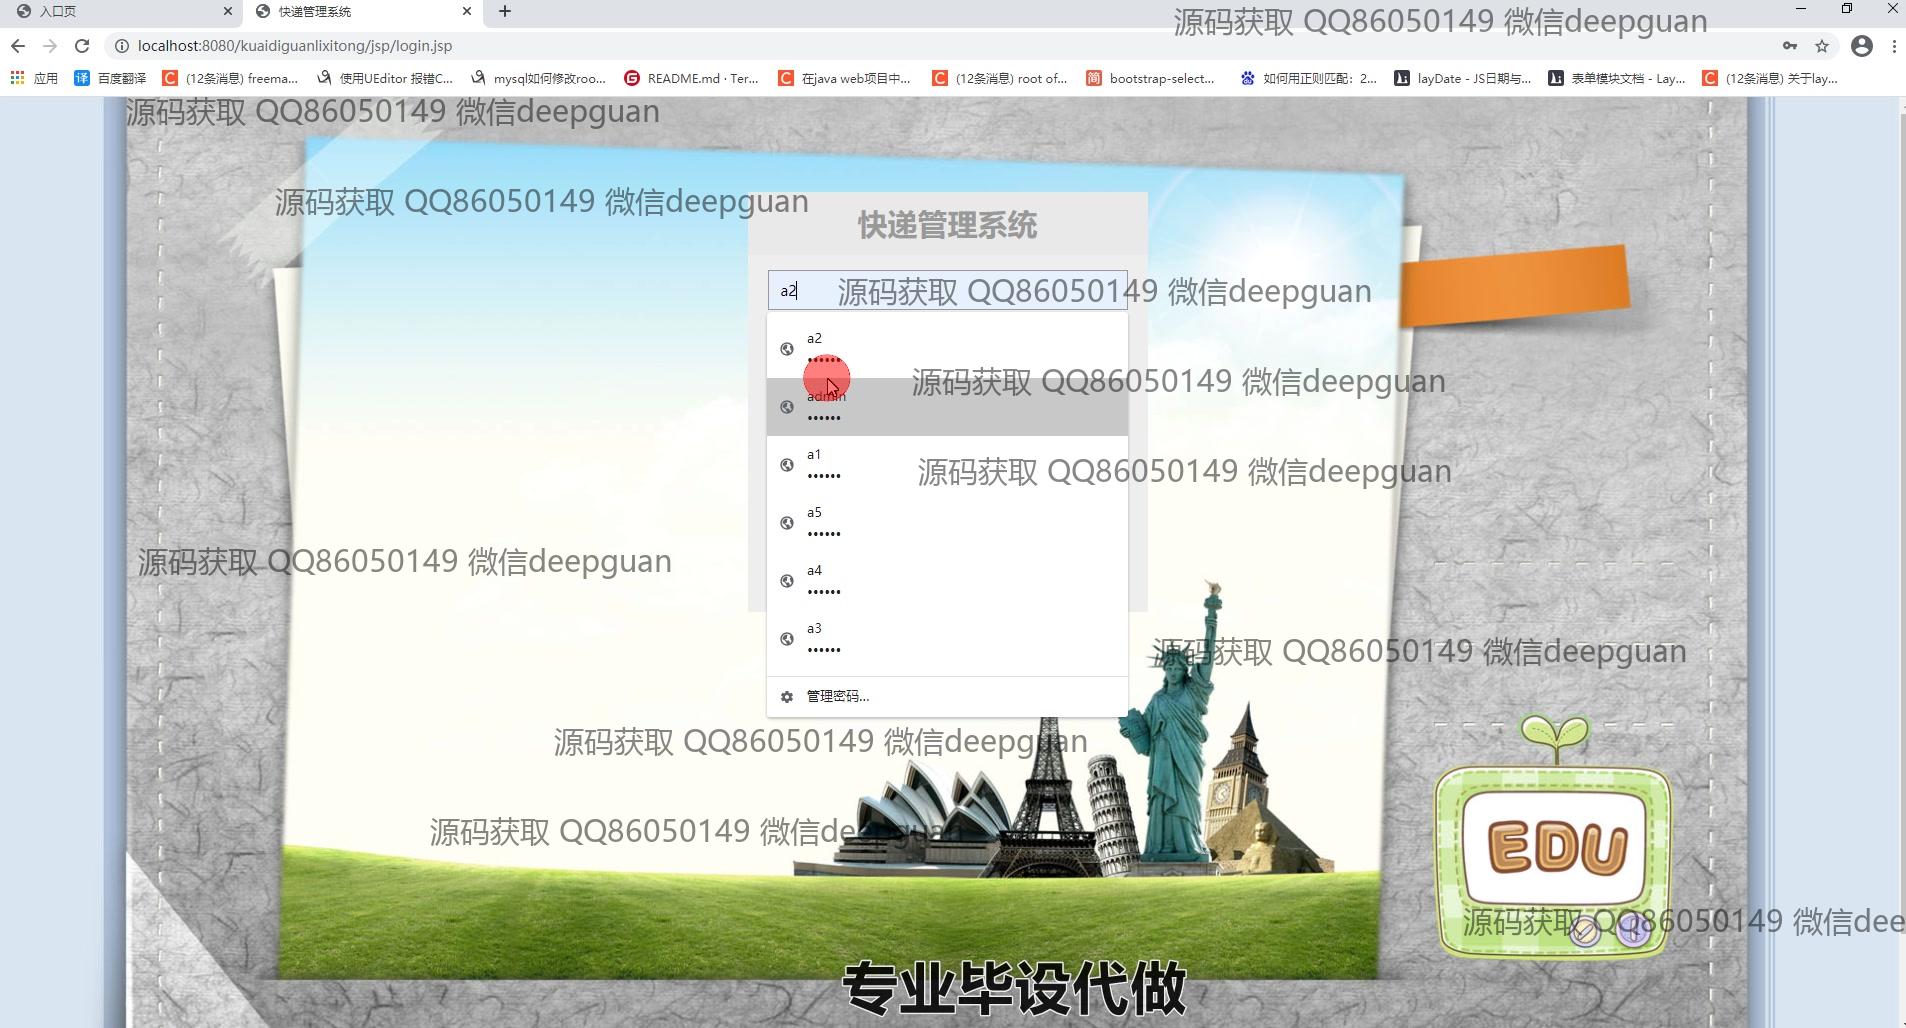 入口页
快递管理系统
源码获取 QQ86050149 微信deepguan
localhost:8080/kuaidiguanlixitong/jsp/login.jsp
应用
百度翻译
(12条消息) freema...
使用UEditor 报错C...
mysql如何修改roo...
README.md · Ter...
在java web项目中...
(12条消息) root of...
bootstrap-select...
如何用正则匹配：2...
layDate - JS日期与...
表单模块文档 - Lay...
(12条消息) 关于lay...
源码获取 QQ86050149 微信deepguan
源码获取 QQ86050149 微信deepguan
快递管理系统
a2
源码获取 QQ86050149 微信deepguan
a2
••••••
源码获取 QQ86050149 微信deepguan
admin
••••••
a1
••••••
源码获取 QQ86050149 微信deepguan
a5
••••••
源码获取 QQ86050149 微信deepguan
a4
••••••
a3
••••••
源码获取 QQ86050149 微信deepguan
管理密码...
源码获取 QQ86050149 微信deepguan
源码获取 QQ86050149 微信deepguan
EDU
源码获取 QQ86050149 微信dee
专业毕设代做